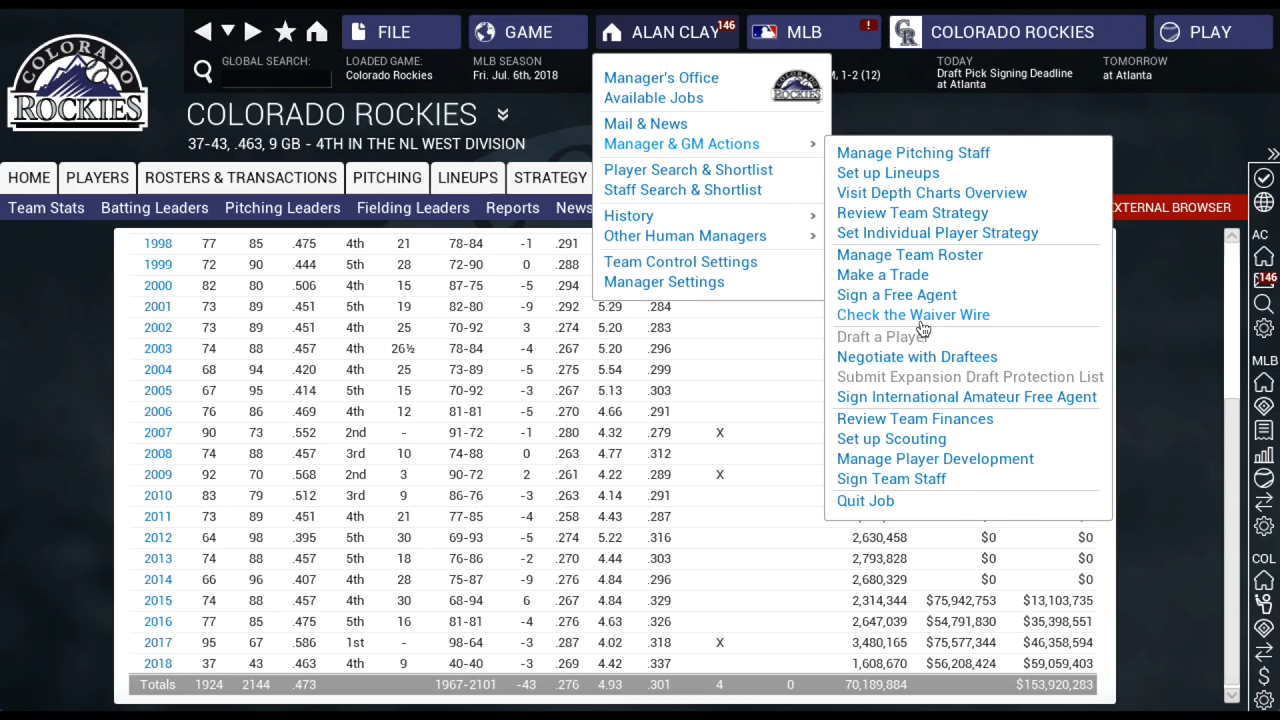 COLORADO
ROCKIES
FILE
GAME
ALAN CLAY
146
MLB
!
CR
COLORADO ROCKIES
PLAY
GLOBAL SEARCH:
LOADED GAME:
Colorado Rockies
MLB SEASON
Fri. Jul. 6th, 2018
M, 1-2 (12)
TODAY
Draft Pick Signing Deadline
at Atlanta
TOMORROW
at Atlanta
COLORADO ROCKIES
37-43, .463, 9 GB - 4TH IN THE NL WEST DIVISION
HOME PLAYERS ROSTERS & TRANSACTIONS PITCHING LINEUPS STRATEGY
Team Stats Batting Leaders Pitching Leaders Fielding Leaders Reports News
EXTERNAL BROWSER
Manager's Office
Available Jobs
COLORADO
ROCKIES
Mail & News
Manager & GM Actions
Player Search & Shortlist
Staff Search & Shortlist
History
Other Human Managers
Team Control Settings
Manager Settings
Manage Pitching Staff
Set up Lineups
Visit Depth Charts Overview
Review Team Strategy
Set Individual Player Strategy
Manage Team Roster
Make a Trade
Sign a Free Agent
Check the Waiver Wire
Draft a Player
Negotiate with Draftees
Submit Expansion Draft Protection List
Sign International Amateur Free Agent
Review Team Finances
Set up Scouting
Manage Player Development
Sign Team Staff
Quit Job
1998 77 85 .475 4th 21 78-84 -1 .291
1999 72 90 .444 5th 28 72-90 0 .288
2000 82 80 .506 4th 15 87-75 -5 .294
2001 73 89 .451 5th 19 82-80 -9 .292 5.29 .284
2002 73 89 .451 4th 25 70-92 3 .274 5.20 .283
2003 74 88 .457 4th 26½ 78-84 -4 .267 5.20 .296
2004 68 94 .420 4th 25 73-89 -5 .275 5.54 .299
2005 67 95 .414 5th 15 70-92 -3 .267 5.13 .303
2006 76 86 .469 4th 12 81-81 -5 .270 4.66 .291
2007 90 73 .552 2nd - 91-72 -1 .280 4.32 .279 X
2008 74 88 .457 3rd 10 74-88 0 .263 4.77 .312
2009 92 70 .568 2nd 3 90-72 2 .261 4.22 .289 X
2010 83 79 .512 3rd 9 86-76 -3 .263 4.14 .291
2011 73 89 .451 4th 21 77-85 -4 .258 4.43 .287
2012 64 98 .395 5th 30 69-93 -5 .274 5.22 .316 2,630,458 $0 $0
2013 74 88 .457 5th 18 76-86 -2 .270 4.44 .303 2,793,828 $0 $0
2014 66 96 .407 4th 28 75-87 -9 .276 4.84 .296 2,680,329 $0 $0
2015 74 88 .457 4th 30 68-94 6 .267 4.84 .329 2,314,344 $75,942,753 $13,103,735
2016 77 85 .475 5th 16 81-81 -4 .276 4.63 .326 2,647,039 $54,791,830 $35,398,551
2017 95 67 .586 1st - 98-64 -3 .287 4.02 .318 X 3,480,165 $75,577,344 $46,358,594
2018 37 43 .463 4th 9 40-40 -3 .269 4.42 .337 1,608,670 $56,208,424 $59,059,403
Totals 1924 2144 .473 1967-2101 -43 .276 4.93 .301 4 0 70,189,884 $153,920,283
AC
146
MLB
COL
$